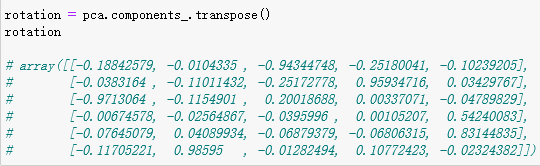 rotation = pca.components_.transpose()
rotation
# array([[-0.18842579, -0.0104335 , -0.94344748, -0.25180041, -0.10239205],
#        [-0.0383164 , -0.11011432, -0.25172778,  0.95934716,  0.03429767],
#        [-0.9713064 , -0.1154901 ,  0.20018688,  0.00337071, -0.04789829],
#        [-0.00674578, -0.02564867, -0.0395996 ,  0.00105207,  0.54240083],
#        [-0.07645079,  0.04089934, -0.06879379, -0.06806315,  0.83144835],
#        [-0.11705221,  0.98595   , -0.01282494,  0.10772423, -0.02324382]])